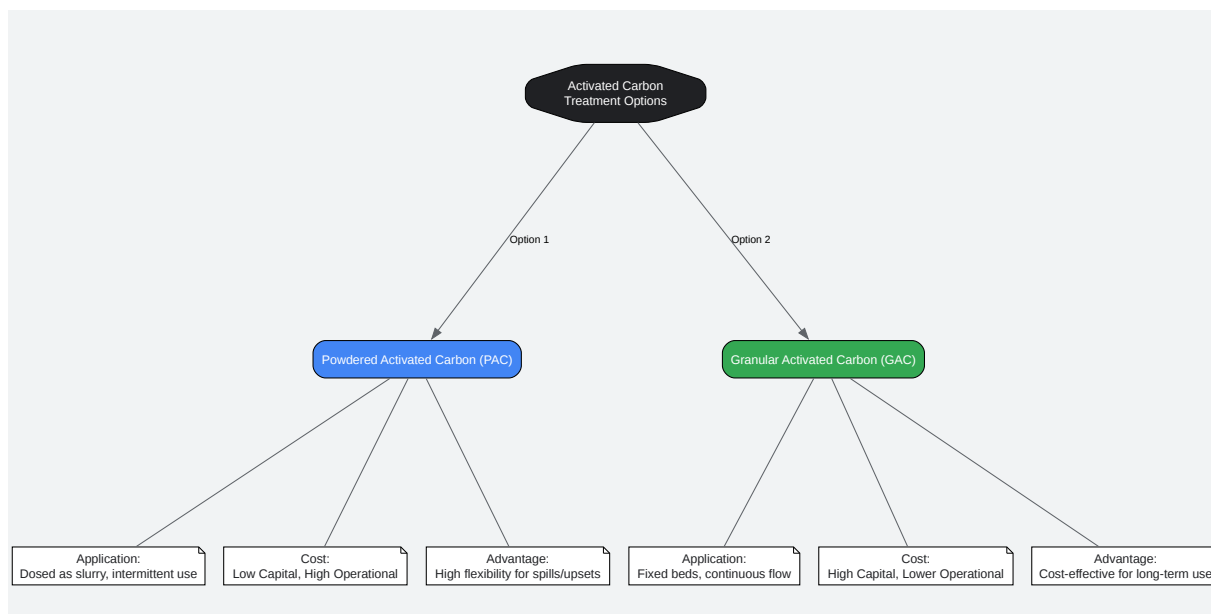 Activated Carbon
Treatment Options
Option 1
Option 2
Powdered Activated Carbon (PAC)
Granular Activated Carbon (GAC)
Application:
Dosed as slurry, intermittent use
Cost:
Low Capital, High Operational
Advantage:
High flexibility for spills/upsets
Application:
Fixed beds, continuous flow
Cost:
High Capital, Lower Operational
Advantage:
Cost-effective for long-term use